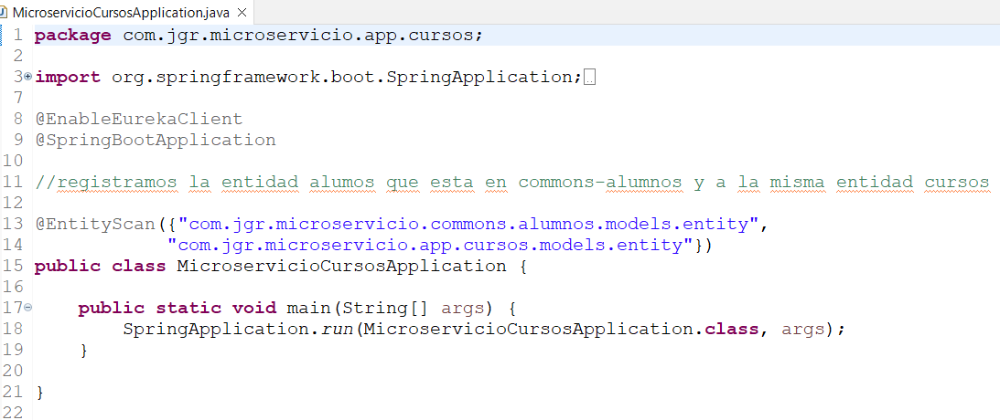 MicroservicioCursosApplication.java
1 package com.jgr.microservicio.app.cursos;
2
3 import org.springframework.boot.SpringApplication;
7
8 @EnableEurekaClient
9 @SpringBootApplication
10
11 //registramos la entidad alumos que esta en commons-alumnos y a la misma entidad cursos
12
13 @EntityScan({"com.jgr.microservicio.commons.alumnos.models.entity",
14 "com.jgr.microservicio.app.cursos.models.entity"})
15 public class MicroservicioCursosApplication {
16
17 public static void main(String[] args) {
18 SpringApplication.run(MicroservicioCursosApplication.class, args);
19 }
20
21 }
22